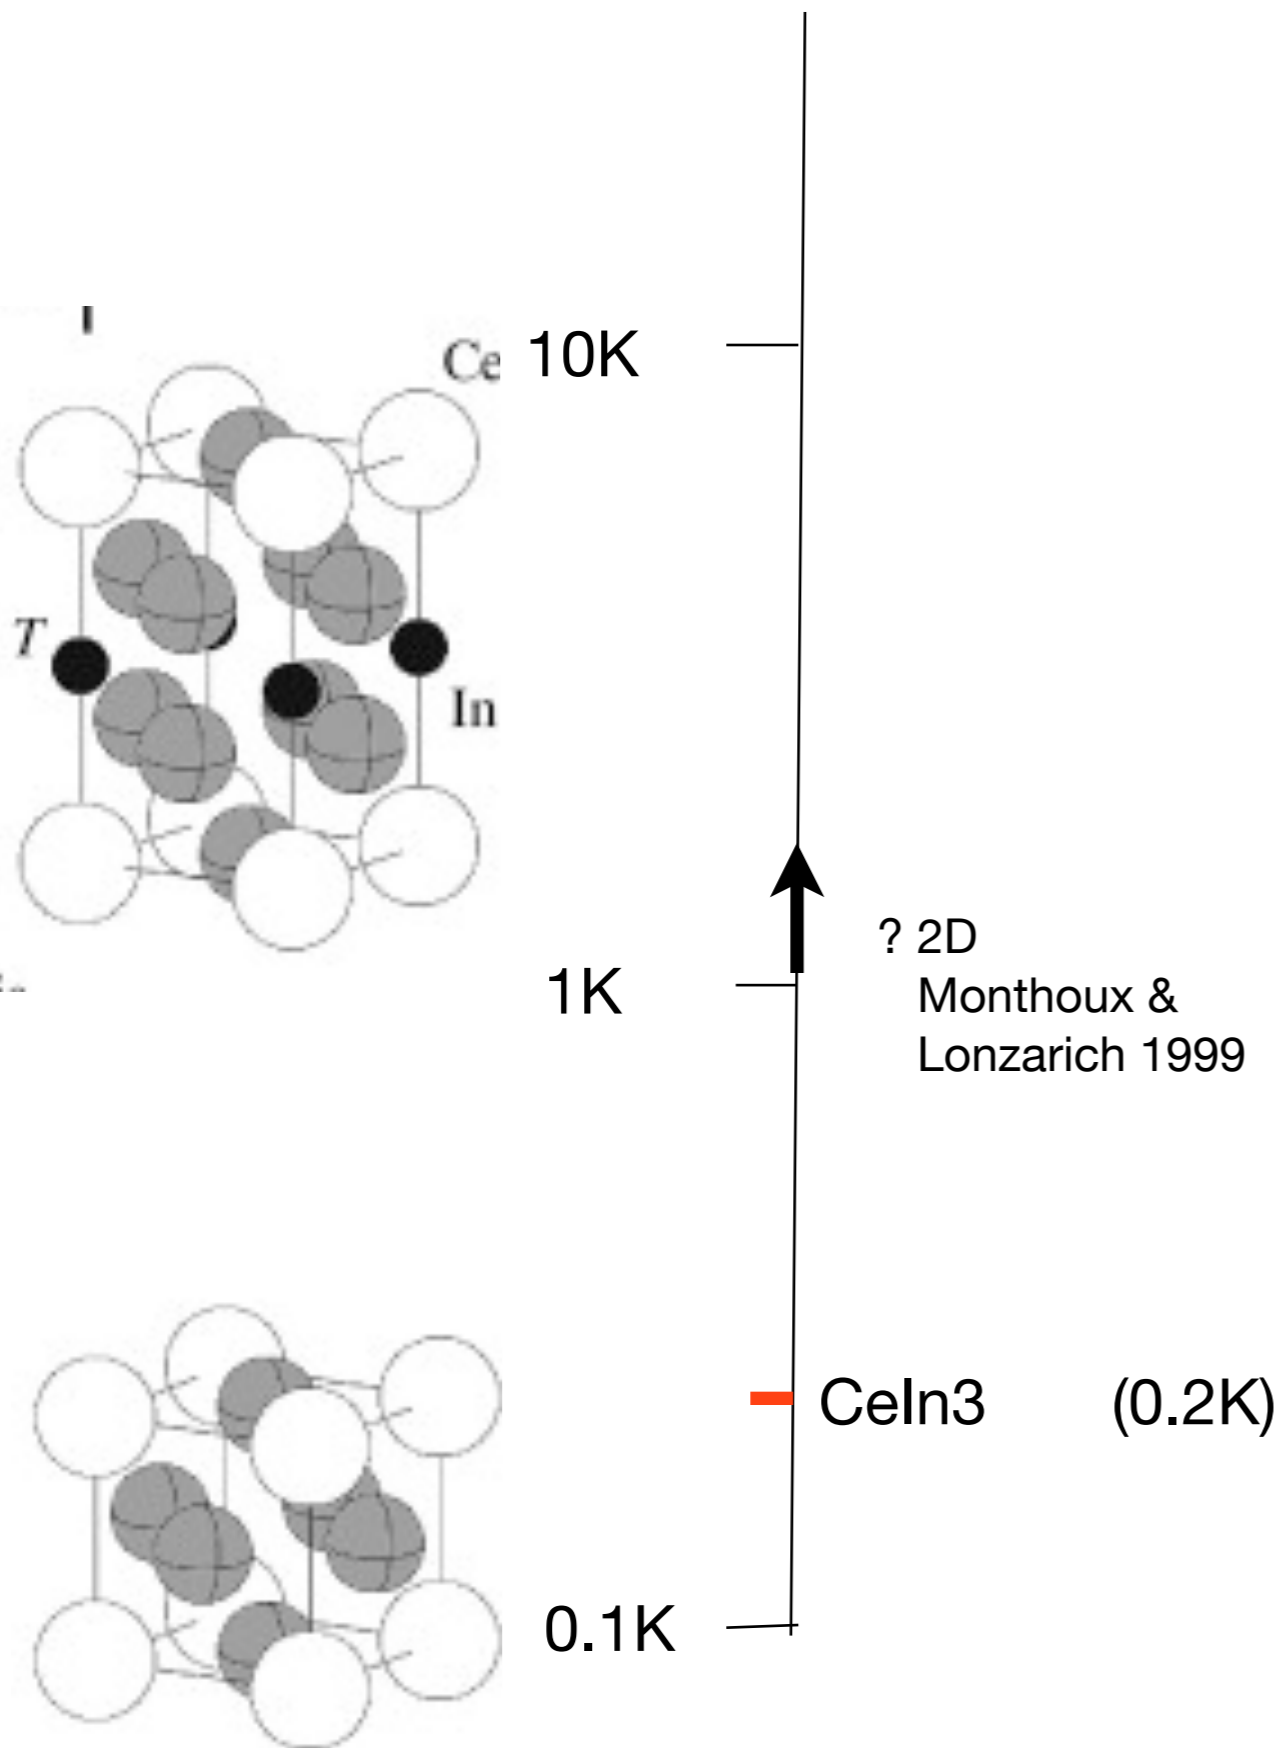 Ce
10K
T
In
? 2D
Monthoux &
Lonzarich 1999
1K
CeIn3 (0.2K)
0.1K